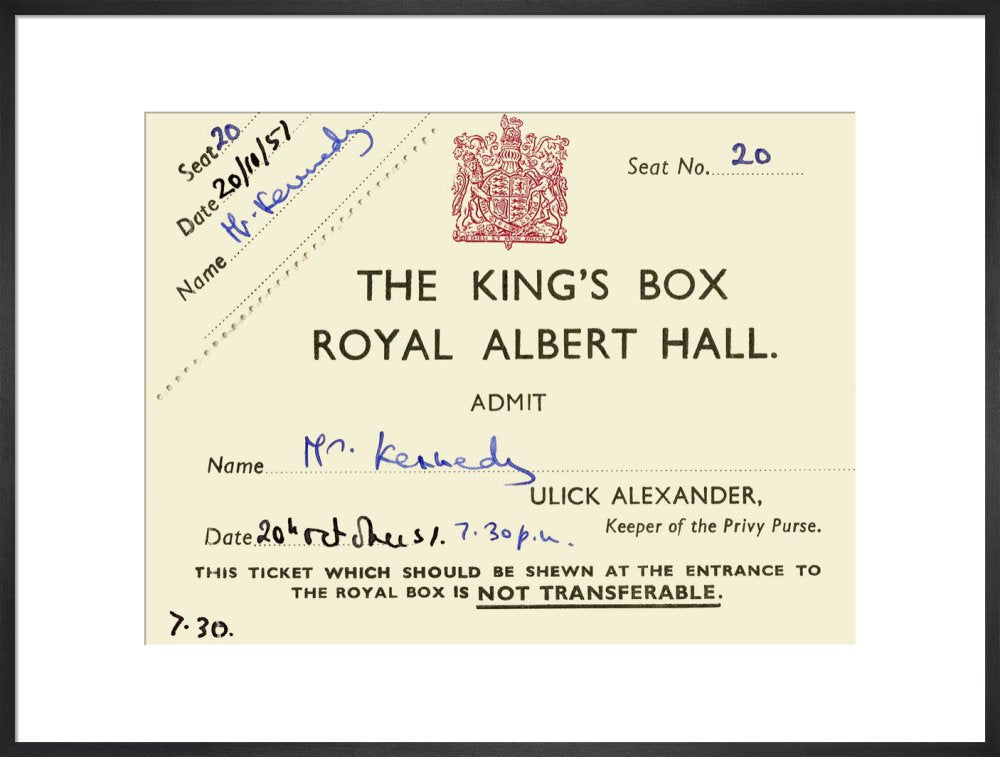 Seat 20
Date 20/10/51
Name Mr. Kennedy
Seat No. 20
THE KING'S BOX
ROYAL ALBERT HALL.
ADMIT
Name Mr. Kennedy
ULICK ALEXANDER,
Keeper of the Privy Purse.
Date 20th october 51. 7.30 p.m.
THIS TICKET WHICH SHOULD BE SHEWN AT THE ENTRANCE TO
THE ROYAL BOX IS NOT TRANSFERABLE.
7.30.